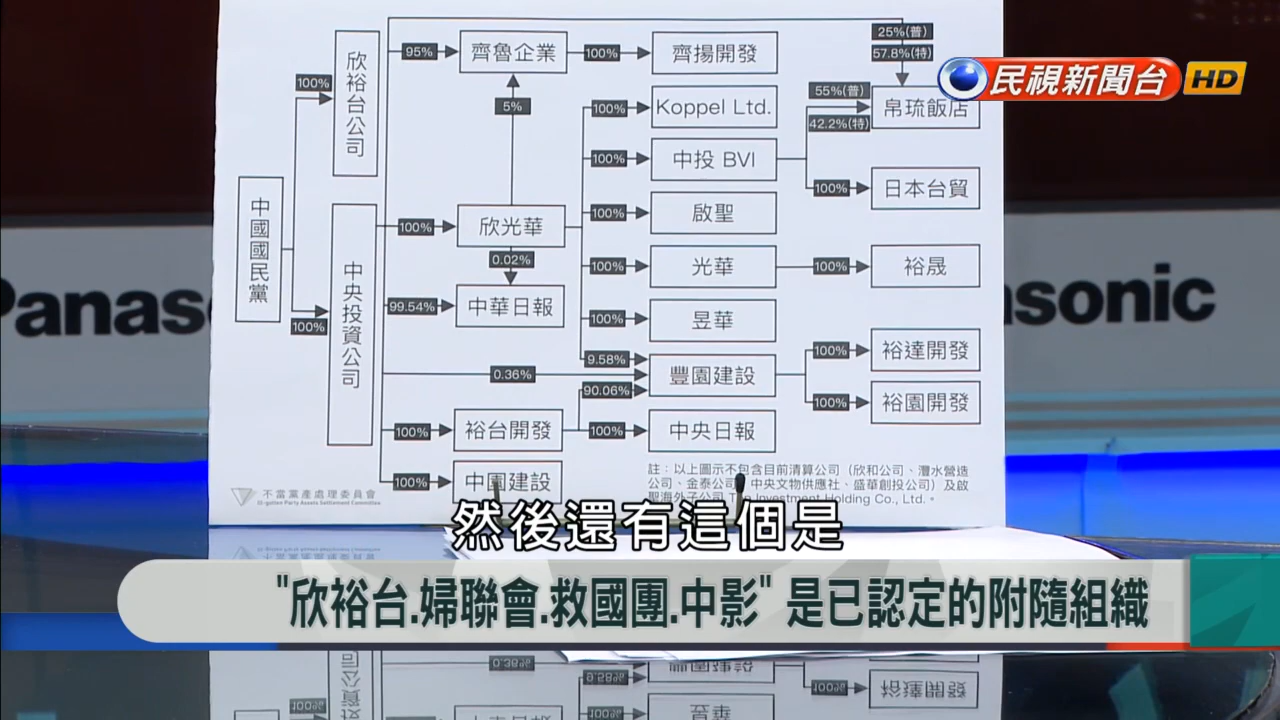 25%(普)
57.8%(特)
95%
齊魯企業
100%
齊揚開發
民視新聞台 HD
欣裕台公司
100%
5%
100%
Koppel Ltd.
55%(普)
42.2%(特)
帛琉飯店
100%
中投 BVI
中國國民黨
100%
日本台貿
100%
啟聖
中央投資公司
100%
欣光華
0.02%
100%
光華
100%
裕晟
99.54%
中華日報
100%
昱華
100%
9.58%
100%
裕達開發
0.36%
豐園建設
90.06%
100%
裕園開發
100%
裕台開發
100%
中央日報
100%
中園建設
註：以上圖示不包含目前清算公司（欣和公司、灃水營造
公司、金泰公司、中央文物供應社、盛華創投公司）及啟
聖海外子公司 The Investment Holding Co., Ltd.。
不當黨產處理委員會
Ill-gotten Party Assets Settlement Committee
Panas
sonic
然後還有這個是
"欣裕台.婦聯會.救國團.中影" 是已認定的附隨組織